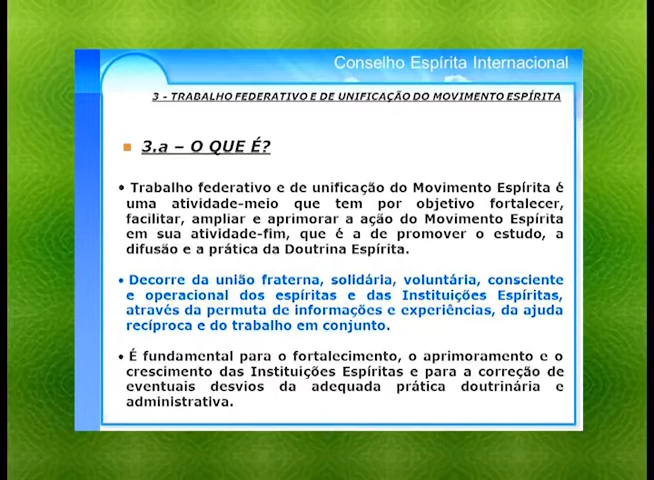 Conselho Espírita Internacional
3 - TRABALHO FEDERATIVO E DE UNIFICAÇÃO DO MOVIMENTO ESPÍRITA
3.a – O QUE É?
• Trabalho federativo e de unificação do Movimento Espírita é
uma atividade-meio que tem por objetivo fortalecer,
facilitar, ampliar e aprimorar a ação do Movimento Espírita
em sua atividade-fim, que é a de promover o estudo, a
difusão e a prática da Doutrina Espírita.
• Decorre da união fraterna, solidária, voluntária, consciente
e operacional dos espíritas e das Instituições Espíritas,
através da permuta de informações e experiências, da ajuda
recíproca e do trabalho em conjunto.
• É fundamental para o fortalecimento, o aprimoramento e o
crescimento das Instituições Espíritas e para a correção de
eventuais desvios da adequada prática doutrinária e
administrativa.